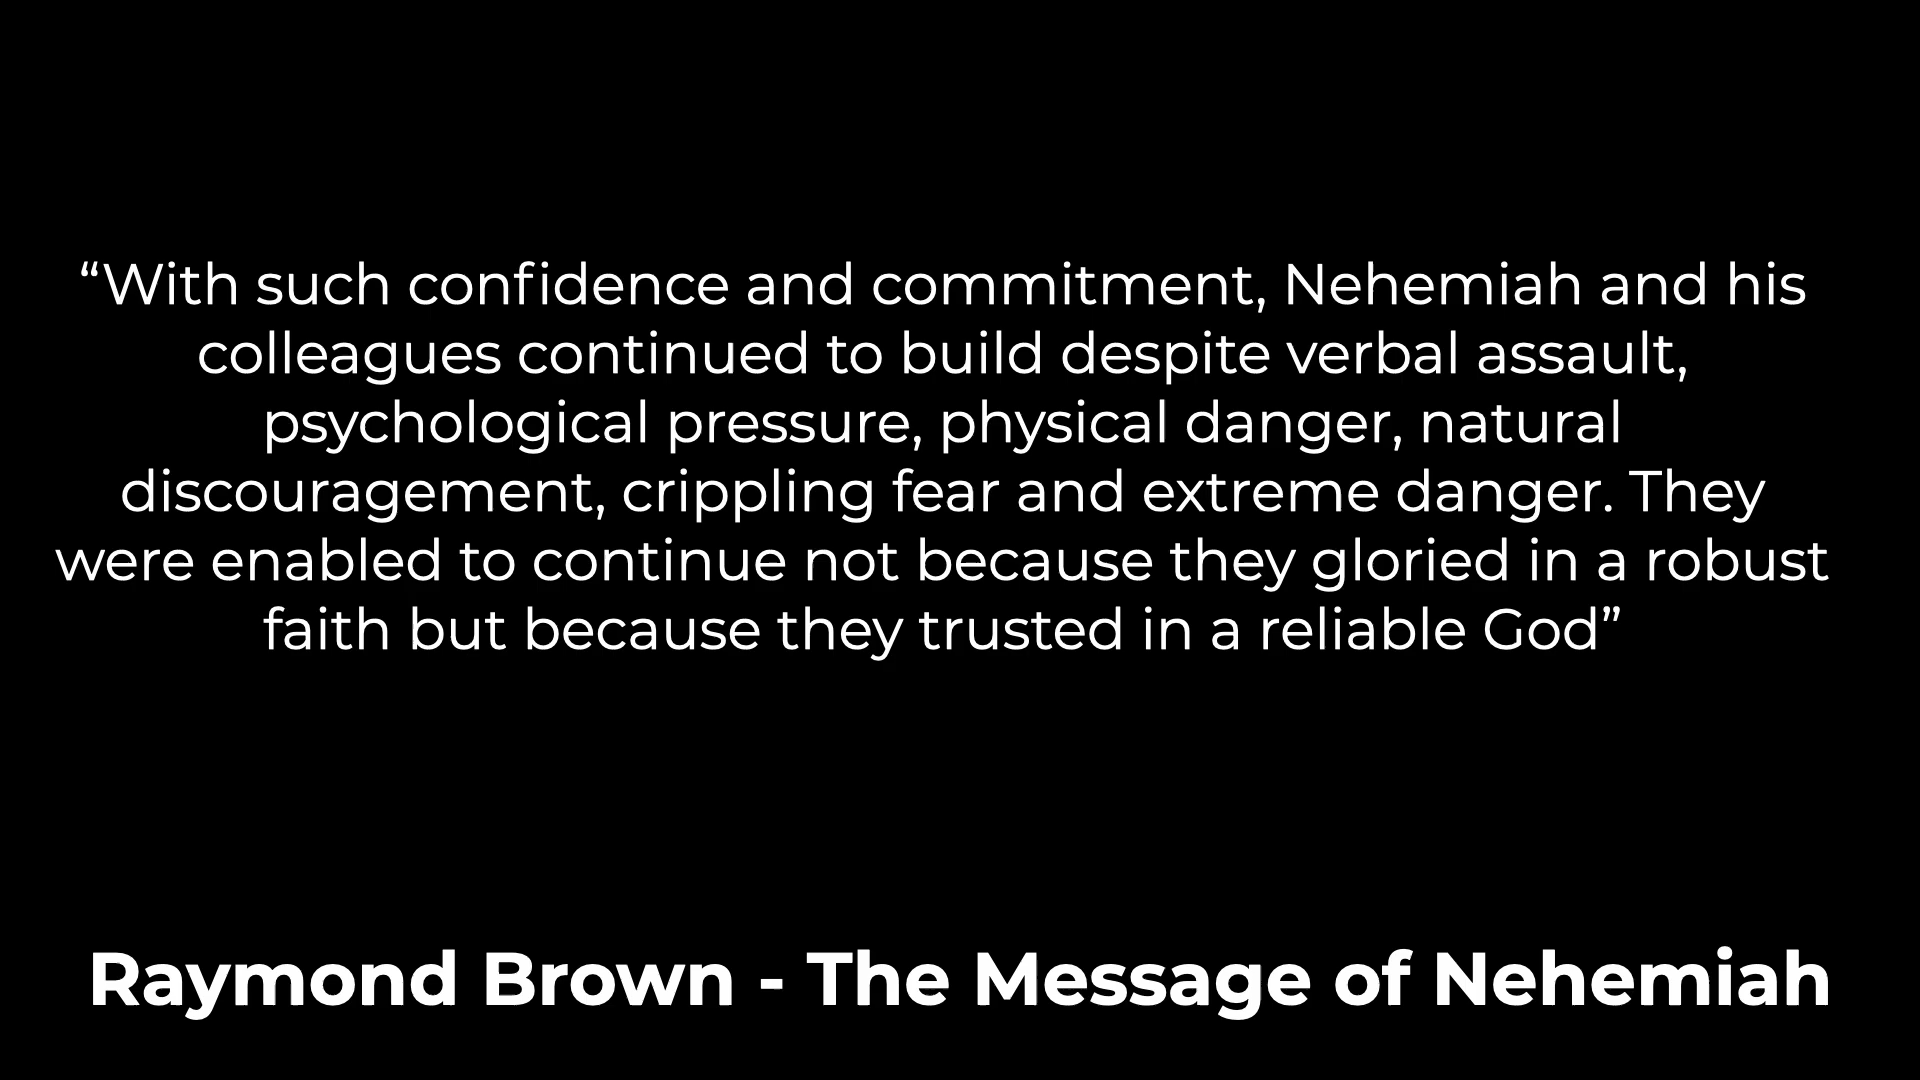 “With such confidence and commitment, Nehemiah and his
colleagues continued to build despite verbal assault,
psychological pressure, physical danger, natural
discouragement, crippling fear and extreme danger. They
were enabled to continue not because they gloried in a robust
faith but because they trusted in a reliable God”
Raymond Brown - The Message of Nehemiah